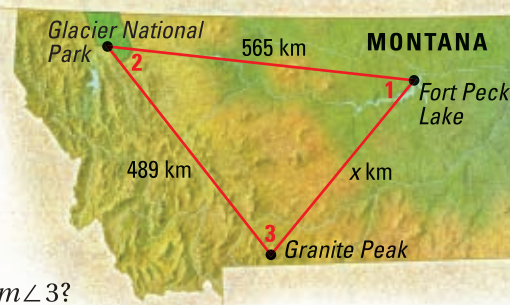 Glacier National
Park
2
565 km
MONTANA
1
Fort Peck
Lake
489 km
x km
3
Granite Peak
m∠3?